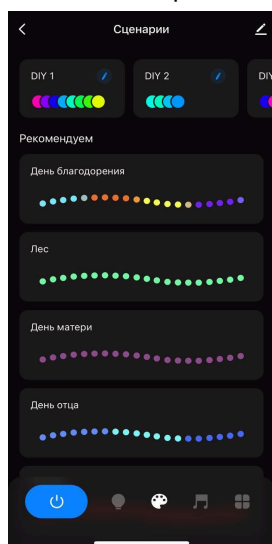 Сценарии
DIY 1
DIY 2
DIY
Рекомендуем
День благодорения
Лес
День матери
День отца